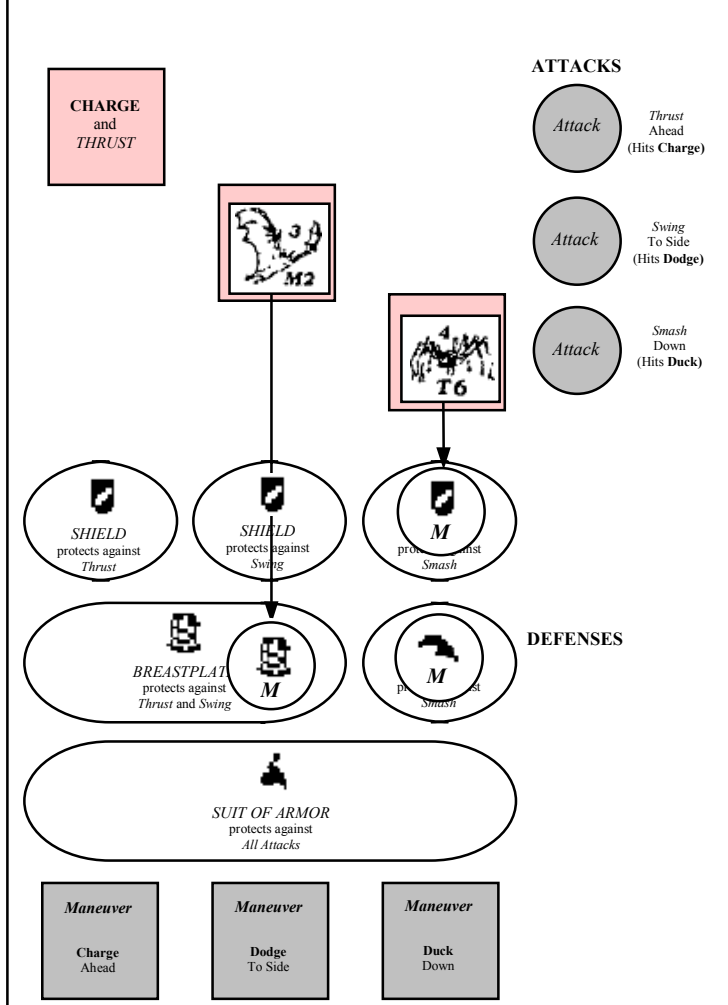 ATTACKS
CHARGE
and
THRUST
Attack
Thrust
Ahead
(Hits Charge)
3
M2
Attack
Swing
To Side
(Hits Dodge)
4
T6
Attack
Smash
Down
(Hits Duck)
SHIELD
protects against
Thrust
SHIELD
protects against
Swing
M
Smash
BREASTPLAT
protects against
Thrust and Swing
M
M
Smash
DEFENSES
SUIT OF ARMOR
protects against
All Attacks
Maneuver
Charge
Ahead
Maneuver
Dodge
To Side
Maneuver
Duck
Down